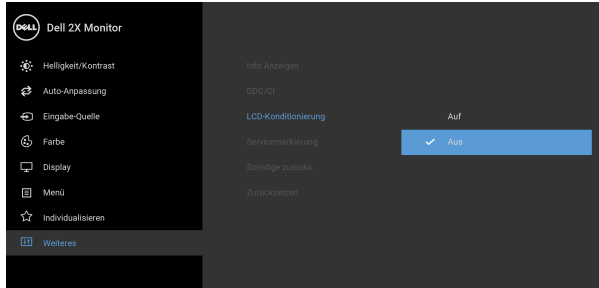 DELL Dell 2X Monitor
Helligkeit/Kontrast
Auto-Anpassung
Eingabe-Quelle
Farbe
Display
Menü
Individualisieren
Weiteres
Info Anzeigen
DDC/CI
LCD-Konditionierung
Servicemarkierung
Sonstige zurücks.
Zurücksetzen
Auf
Aus